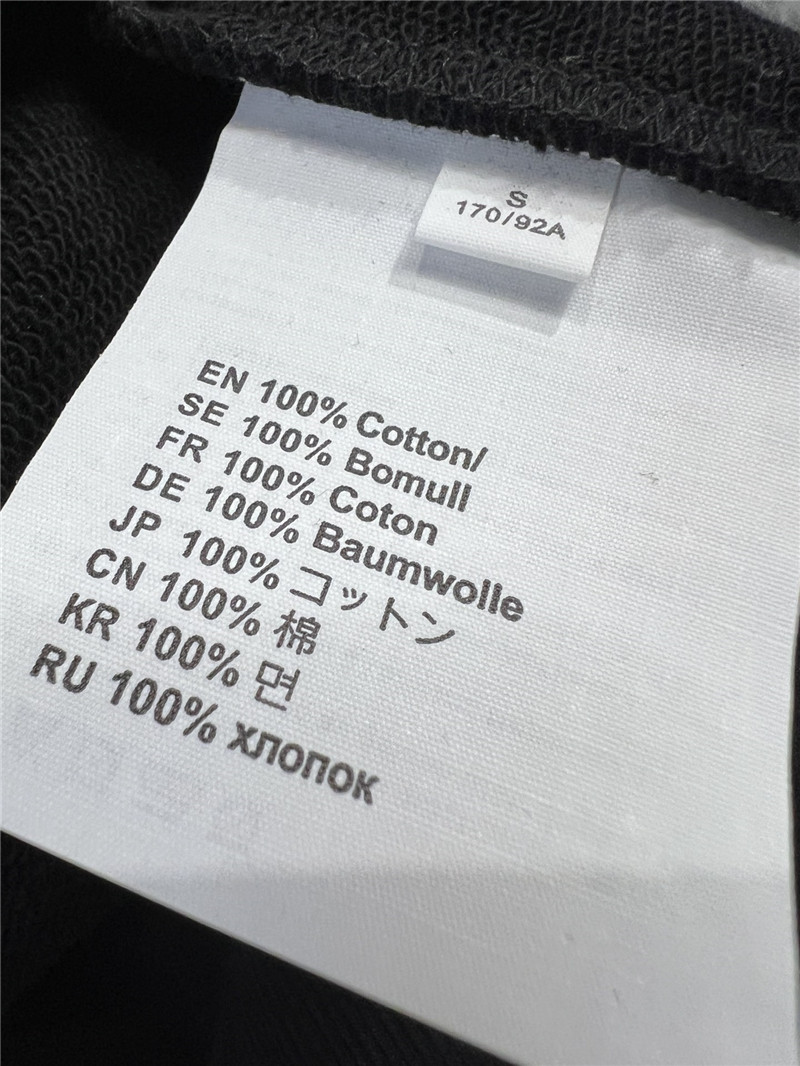 S
170/92A
EN 100% Cotton/
SE 100% Bomull
FR 100% Coton
DE 100% Baumwolle
JP 100% コットン
CN 100% 棉
KR 100% 면
RU 100% хлопок